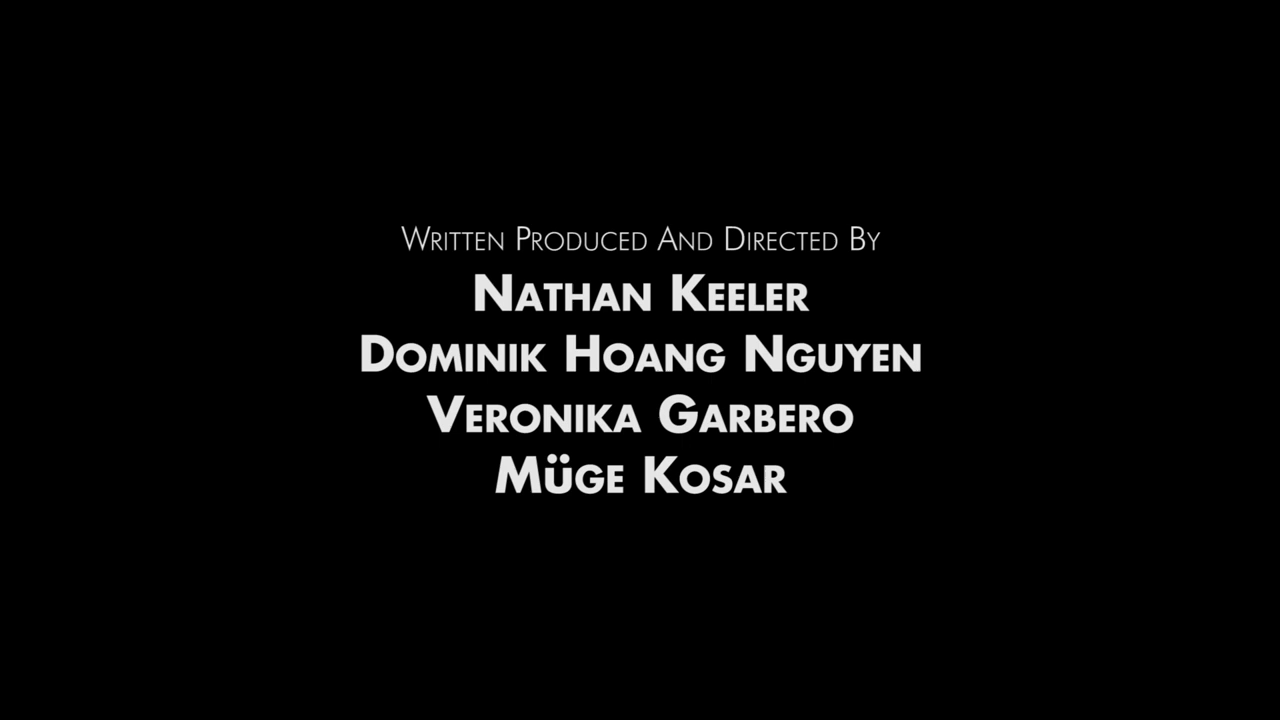 Written Produced And Directed By
Nathan Keeler
Dominik Hoang Nguyen
Veronika Garbero
Müge Kosar